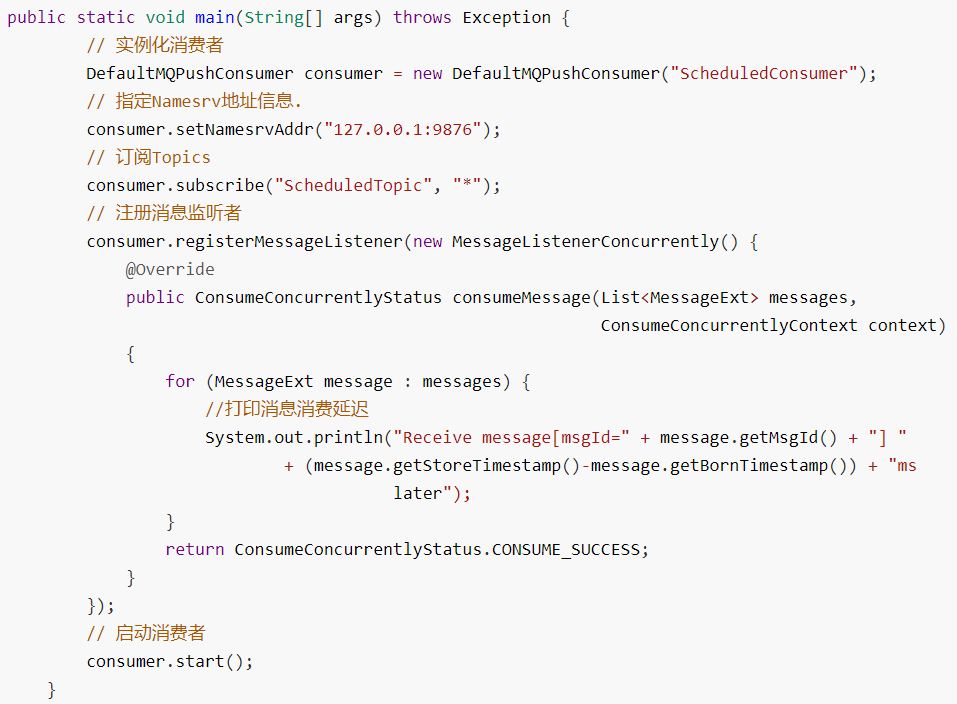 public static void main(String[] args) throws Exception {
// 实例化消费者
DefaultMQPushConsumer consumer = new DefaultMQPushConsumer("ScheduledConsumer");
// 指定Namesrv地址信息.
consumer.setNamesrvAddr("127.0.0.1:9876");
// 订阅Topics
consumer.subscribe("ScheduledTopic", "*");
// 注册消息监听者
consumer.registerMessageListener(new MessageListenerConcurrently() {
@Override
public ConsumeConcurrentlyStatus consumeMessage(List<MessageExt> messages,
ConsumeConcurrentlyContext context)
{
for (MessageExt message : messages) {
//打印消息消费延迟
System.out.println("Receive message[msgId=" + message.getMsgId() + "] "
+ (message.getStoreTimestamp()-message.getBornTimestamp()) + "ms
later");
}
return ConsumeConcurrentlyStatus.CONSUME_SUCCESS;
}
});
// 启动消费者
consumer.start();
}